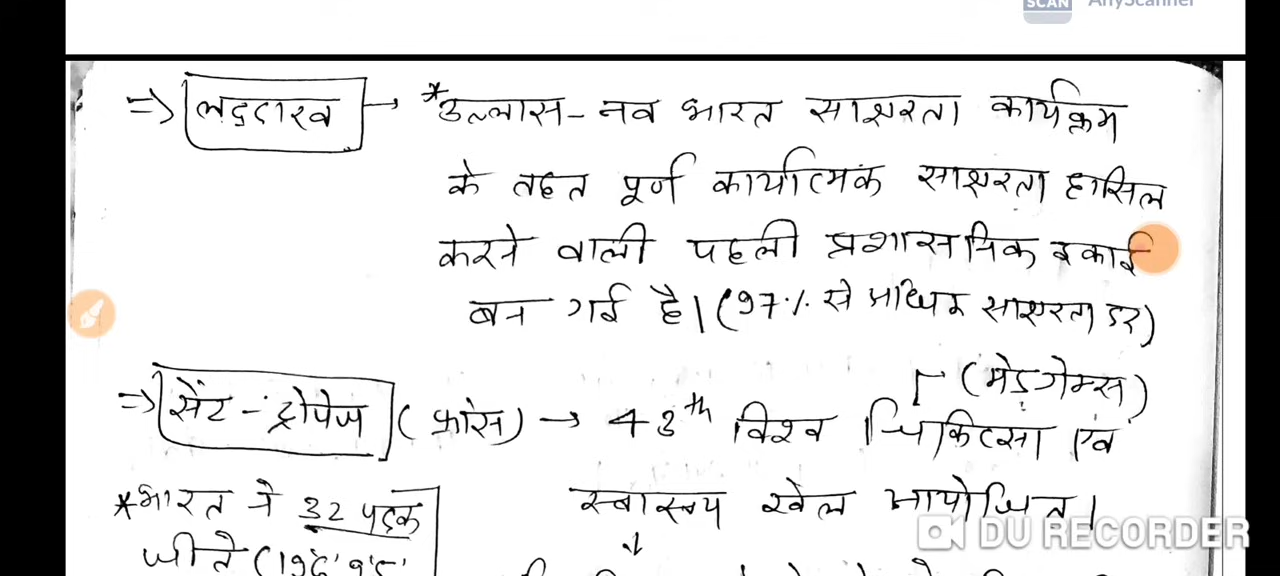 SCAN AnyScanner
=> लद्दाख → *उल्लास - नव भारत साक्षरता कार्यक्रम
के तहत पूर्ण कार्यात्मक साक्षरता हासिल
करने वाली पहली प्रशासनिक इकाई
बन गई है। (97% से अधिक साक्षरता दर)
(मेडगेम्स)
=> सेंट - ट्रोपेज (फ्रांस) → 43th विश्व चिकित्सा एवं
स्वास्थ्य खेल आयोजित।
*भारत ने 32 पदक
जीते (19
DU RECORDER